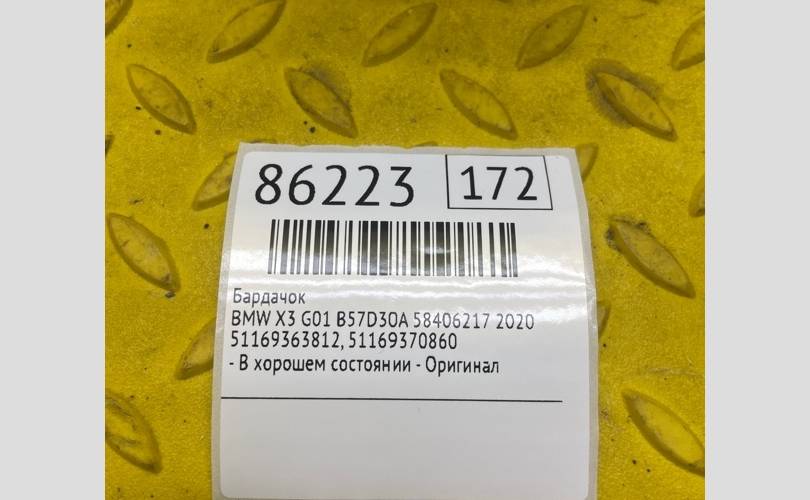 86223 172
Бардачок
BMW X3 G01 B57D30A 58406217 2020
51169363812, 51169370860
- В хорошем состоянии - Оригинал